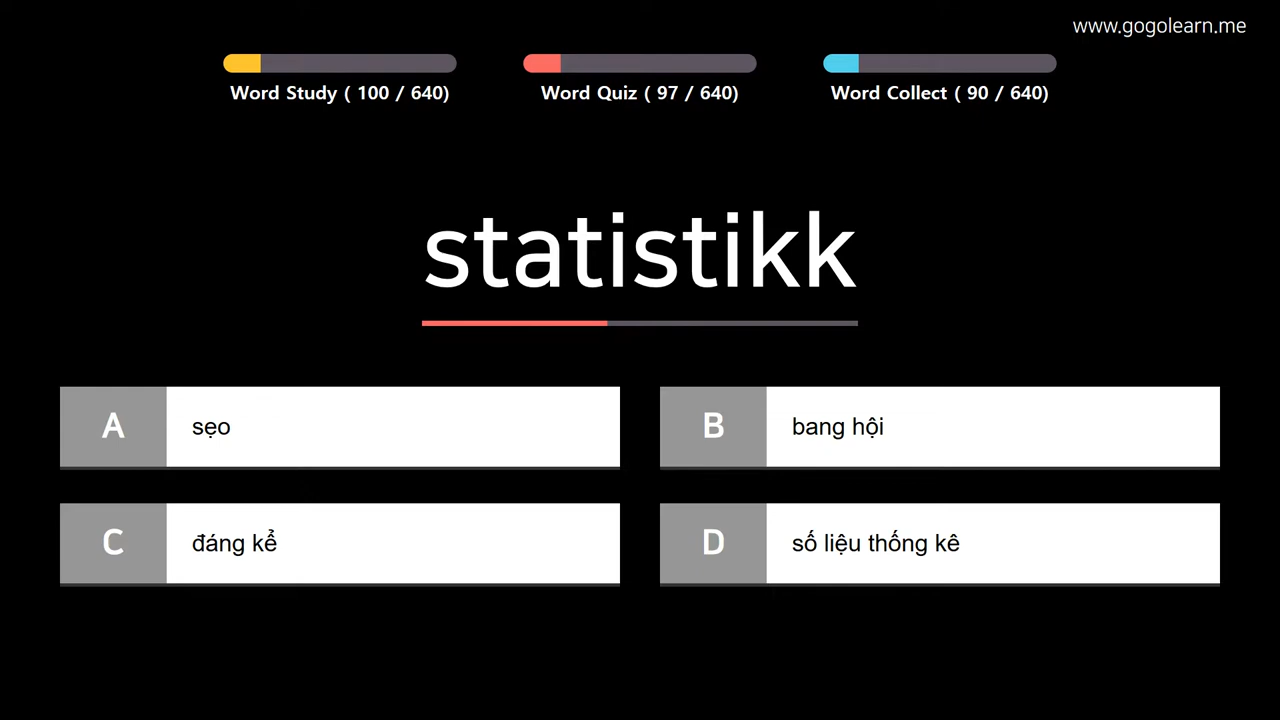 www.gogolearn.me
Word Study ( 100 / 640)
Word Quiz ( 97 / 640)
Word Collect ( 90 / 640)
statistikk
A sẹo
B bang hội
C đáng kể
D số liệu thống kê